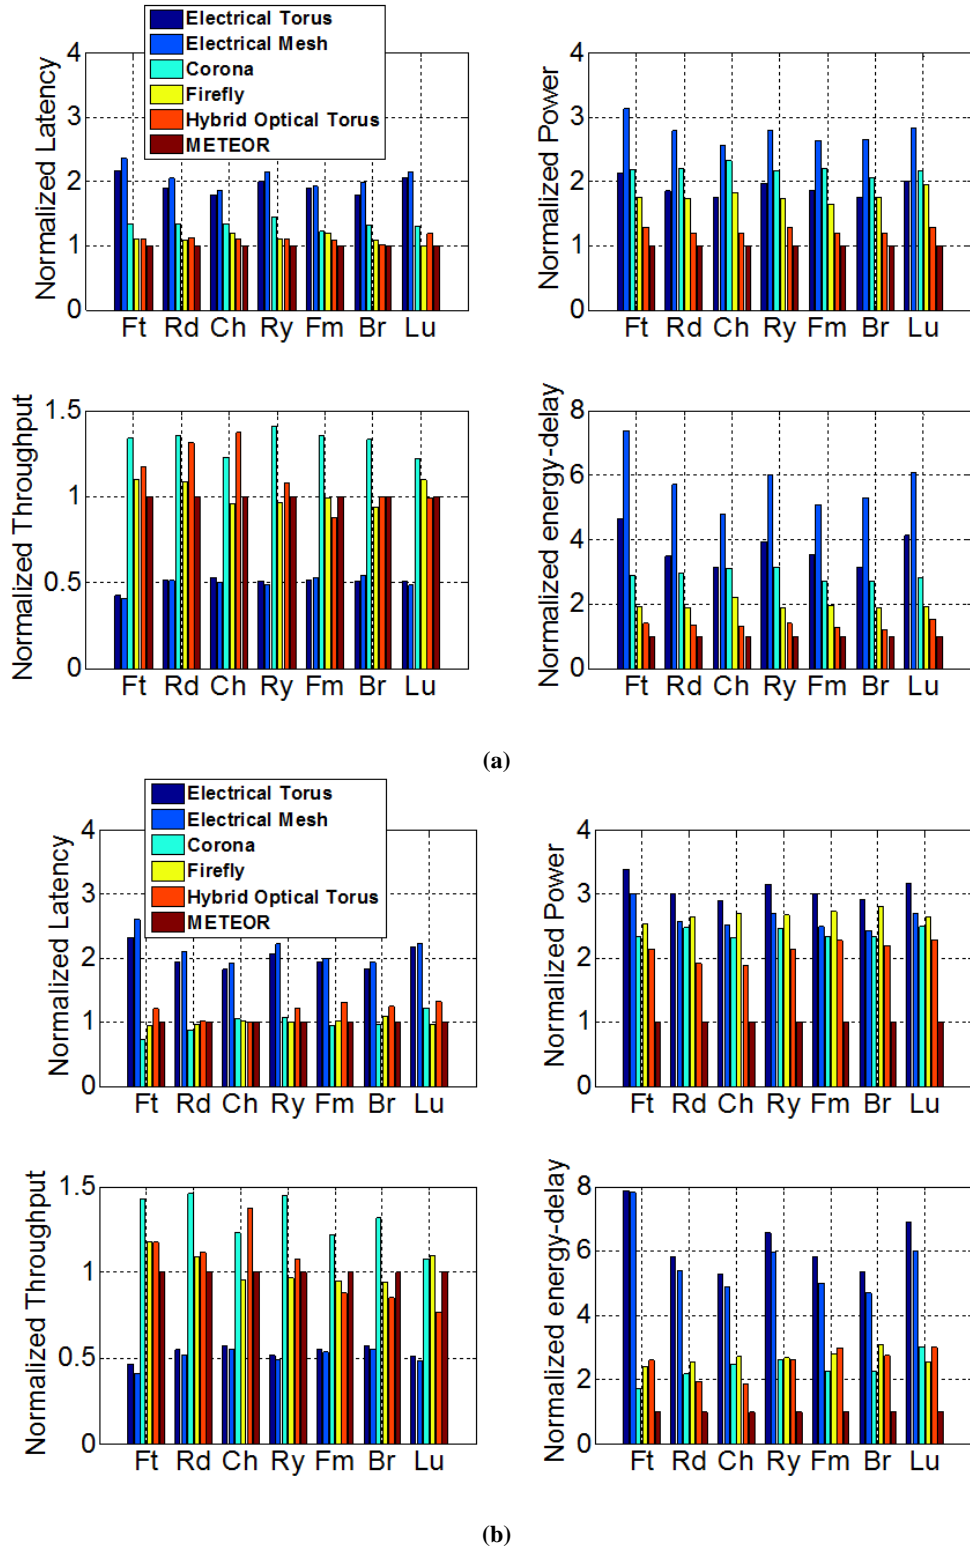 Electrical Torus
Electrical Mesh
Corona
Firefly
Hybrid Optical Torus
METEOR
Normalized Latency
4
3
2
1
0
Ft Rd Ch Ry Fm Br Lu
Normalized Power
4
3
2
1
0
Ft Rd Ch Ry Fm Br Lu
Normalized Throughput
1.5
1
0.5
0
Ft Rd Ch Ry Fm Br Lu
Normalized energy-delay
8
6
4
2
0
Ft Rd Ch Ry Fm Br Lu
(a)
Electrical Torus
Electrical Mesh
Corona
Firefly
Hybrid Optical Torus
METEOR
Normalized Latency
4
3
2
1
0
Ft Rd Ch Ry Fm Br Lu
Normalized Power
4
3
2
1
0
Ft Rd Ch Ry Fm Br Lu
Normalized Throughput
1.5
1
0.5
0
Ft Rd Ch Ry Fm Br Lu
Normalized energy-delay
8
6
4
2
0
Ft Rd Ch Ry Fm Br Lu
(b)